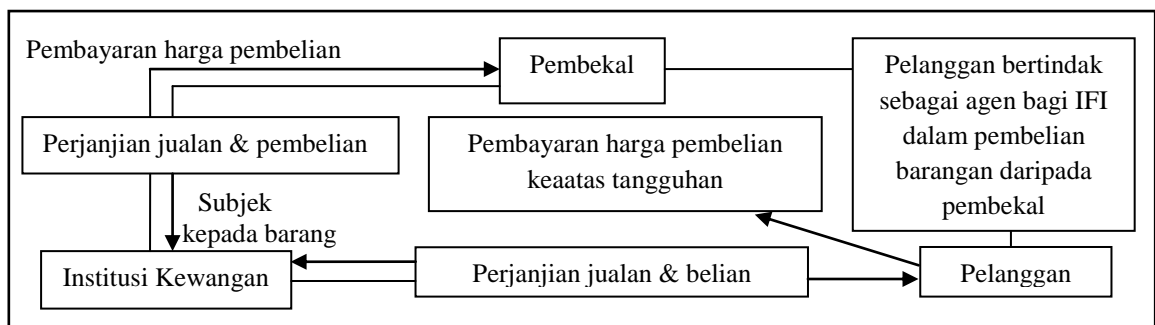 Pembayaran harga pembelian
Pembekal
Pelanggan bertindak
sebagai agen bagi IFI
dalam pembelian
barangan daripada
pembekal
Perjanjian jualan & pembelian
Pembayaran harga pembelian
keaatas tangguhan
Subjek
kepada barang
Institusi Kewangan
Perjanjian jualan & belian
Pelanggan